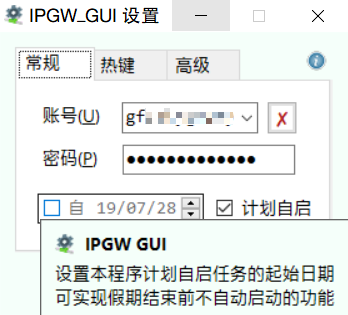 IPGW_GUI 设置
常规 热键 高级
账号(U) gf
密码(P)
自 19/07/28 计划自启
IPGW GUI
设置本程序计划自启任务的起始日期
可实现假期结束前不自动启动的功能